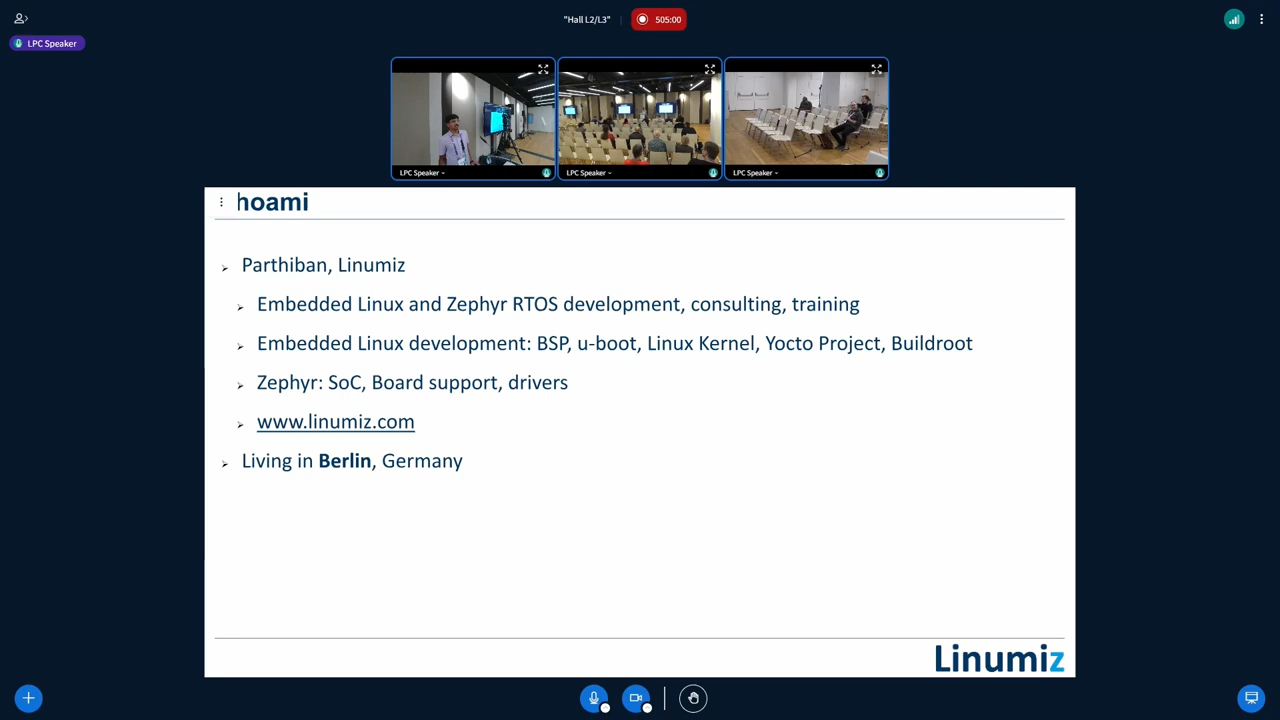 "Hall L2/L3"
505:00
LPC Speaker
LPC Speaker
LPC Speaker
LPC Speaker
hoami
Parthiban, Linumiz
Embedded Linux and Zephyr RTOS development, consulting, training
Embedded Linux development: BSP, u-boot, Linux Kernel, Yocto Project, Buildroot
Zephyr: SoC, Board support, drivers
www.linumiz.com
Living in Berlin, Germany
Linumiz